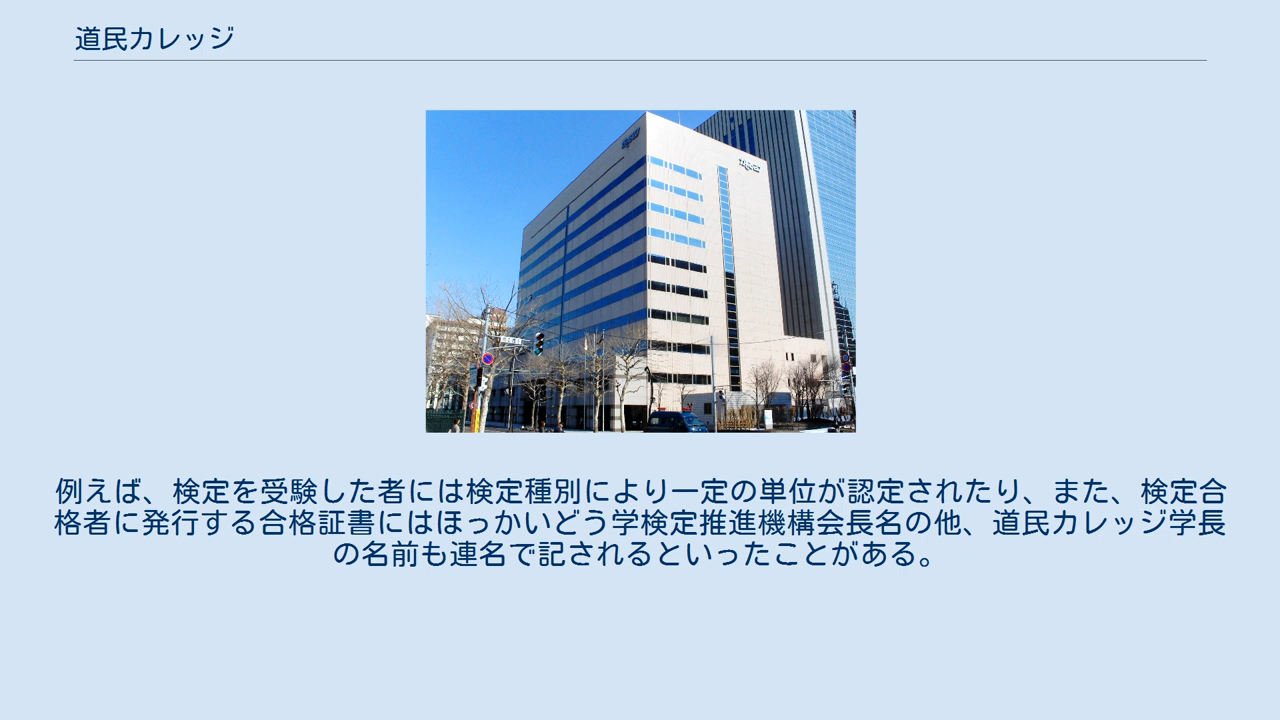 道民カレッジ
例えば、検定を受験した者には検定種別により一定の単位が認定されたり、また、検定合
格者に発行する合格証書にはほっかいどう学検定推進機構会長名の他、道民カレッジ学長
の名前も連名で記されるといったことがある。